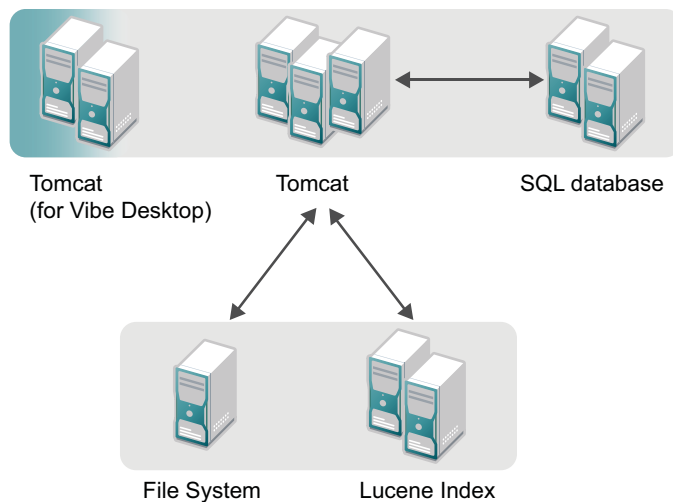 Tomcat
(for Vibe Desktop)
Tomcat
SQL database
File System
Lucene Index